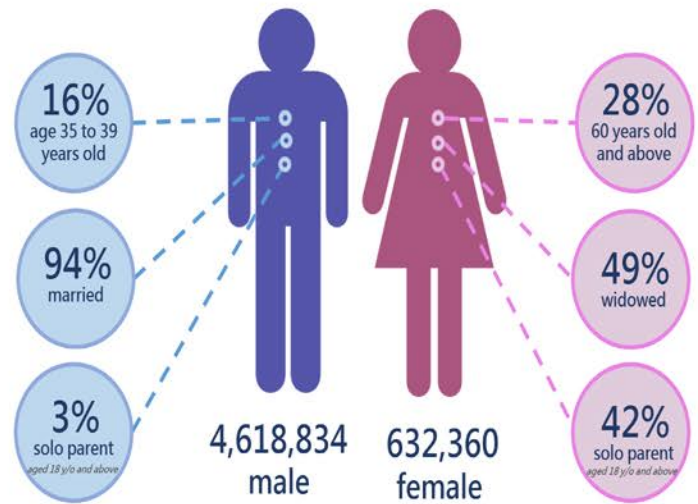 16%
age 35 to 39
years old
94%
married
3%
solo parent
aged 18 y/o and above
4,618,834
male
632,360
female
28%
60 years old
and above
49%
widowed
42%
solo parent
aged 18 y/o and above